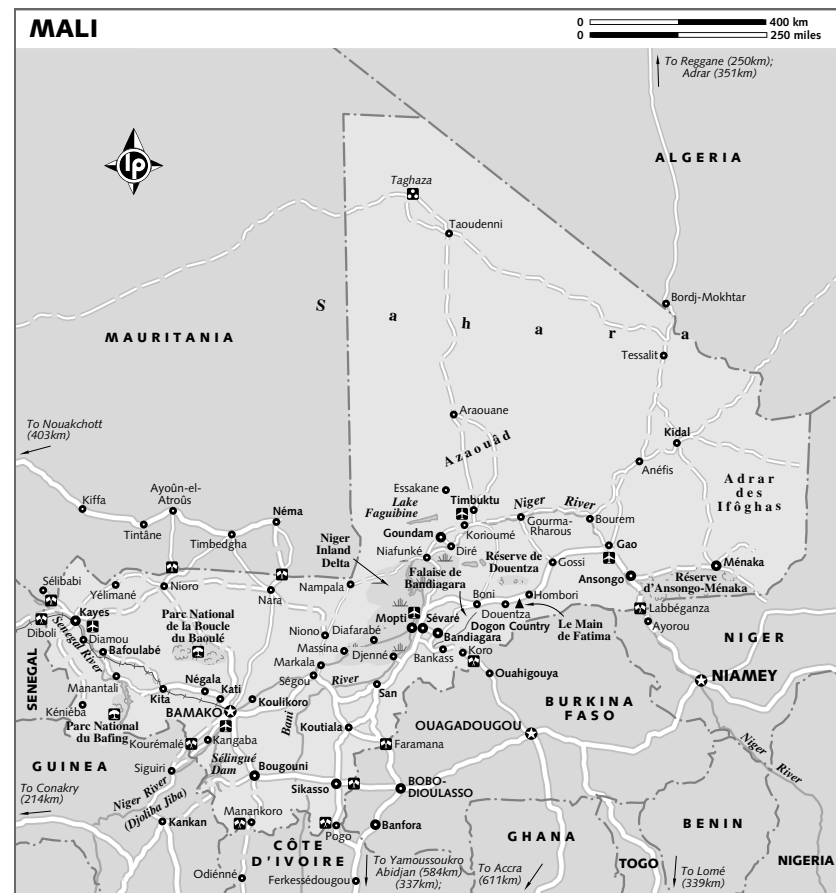 MALI
0 400 km
0 250 miles
To Reggane (250km);
Adrar (351km)
lp
ALGERIA
Taghaza
Taoudenni
Bordj-Mokhtar
S a h a r a
MAURITANIA
Tessalit
Araouane
To Nouakchott
(403km)
Kidal
Azaouâd
Anéfis
Adrar
des
Ifôghas
Essakane
Ayoûn-el-
Atroûs
Kiffa
Lake
Faguibine
Timbuktu
Niger River
Néma
Tintâne
Timbedgha
Goundam
Korioumé
Gourma-
Rharous
Bourem
Niger
Inland
Delta
Niafunké
Diré
Réserve de
Douentza
Gao
Gossi
Ménaka
Falaise de
Bandiagara
Ansongo
Réserve
d'Ansongo-Ménaka
Sélibabi
Yélimané
Nioro
Nara
Nampala
Boni
Hombori
Labbéganza
Kayes
Parc National
de la Boucle
du Baoulé
Douentza
Le Main
de Fatima
Ayorou
Diboli
Niono
Diafarabé
Mopti
Sévaré
Dogon Country
NIGER
Senegal River
Diamou
Bandiagara
Bafoulabé
Massina
Djenné
Bankass
Koro
Markala
Ségou
River
Ouahigouya
SENEGAL
Manantali
Négala
Kati
Koulikoro
San
NIAMEY
Kéniéba
Kita
BAMAKO
Bani
BURKINA
FASO
Parc National
du Bafing
Koutiala
OUAGADOUGOU
Kourémalé
Kangaba
Faramana
Niger
River
GUINEA
Siguiri
Sélingué
Dam
Bougouni
To Conakry
(214km)
Sikasso
BOBO-
DIOULASSO
Niger River
(Djoliba Jiba)
Kankan
Manankoro
Pogo
Banfora
GHANA
BENIN
CÔTE
D'IVOIRE
To Yamoussoukro
Abidjan (584km)
(337km);
To Accra
(611km)
TOGO
To Lomé
(339km)
NIGERIA
Odiénné
Ferkessédougou